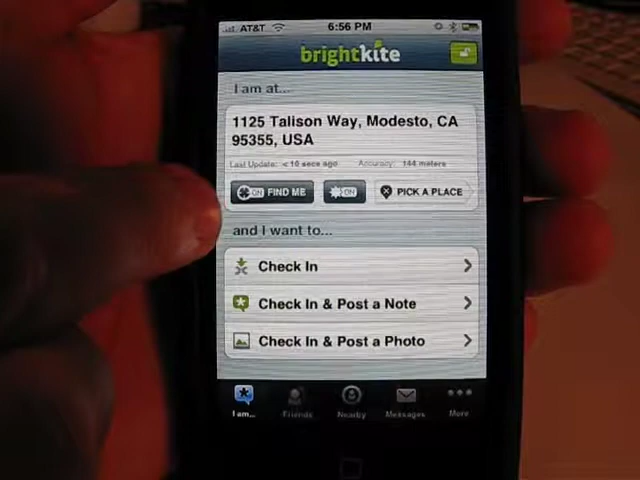 AT&T 6:56 PM
brightkite
I am at...
1125 Talison Way, Modesto, CA
95355, USA
Last Update: < 10 secs ago Accuracy: 144 meters
ON FIND ME ON PICK A PLACE
and I want to...
Check In
Check In & Post a Note
Check In & Post a Photo
I am... Friends Nearby Messages More